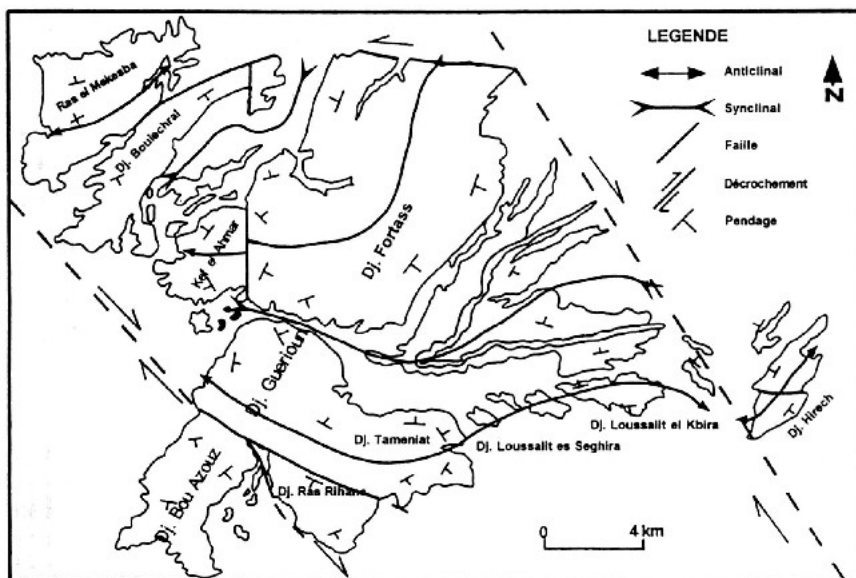 LEGENDE
Anticlinal
Synclinal
Faille
Décrochement
Pendage
N
Ras el Mekesba
Dj. Boulechral
Kef el Ahmar
Dj. Fortass
Dj. Guerioun
Dj. Tameniat
Dj. Loussalit es Seghira
Dj. Loussalit el Kbira
Dj. Hirech
Dj. Bou Azouz
Dj. Ras Rihane
0 4 km